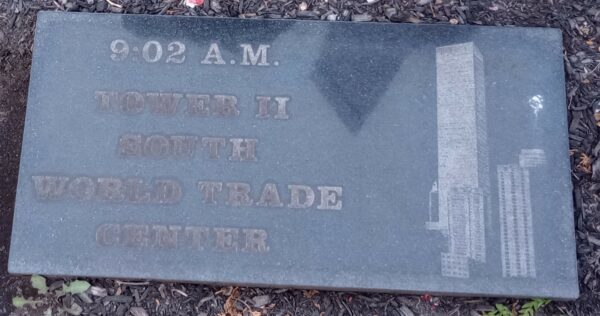 9:02 A.M.
TOWER II
SOUTH
WORLD TRADE
CENTER